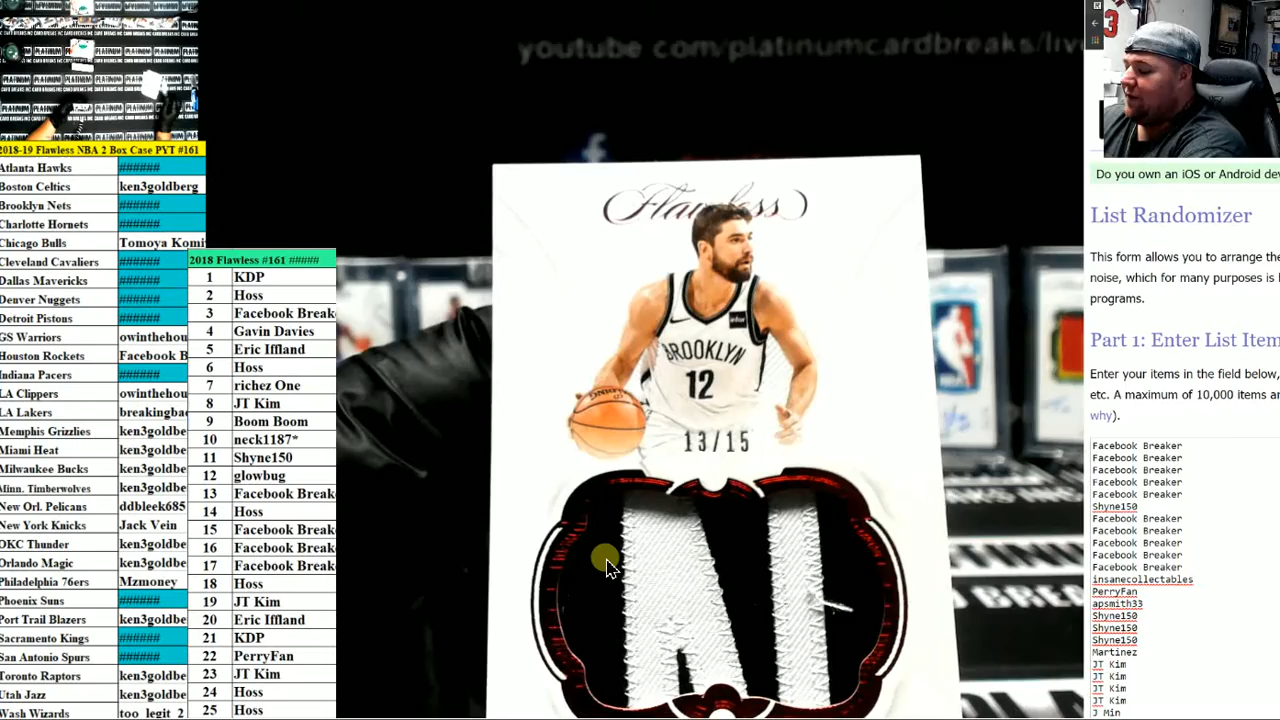 PLATINUM
2018-19 Flawless NBA 2 Box Case PYT #161
Atlanta Hawks ######
Boston Celtics ken3goldberg
Brooklyn Nets ######
Charlotte Hornets ######
Chicago Bulls Tomoya Komi
Cleveland Cavaliers ######
Dallas Mavericks ######
Denver Nuggets ######
Detroit Pistons ######
GS Warriors owinthehou
Houston Rockets Facebook B
Indiana Pacers ######
LA Clippers owinthehou
LA Lakers breakingba
Memphis Grizzlies ken3goldbe
Miami Heat ken3goldbe
Milwaukee Bucks ken3goldbe
Minn. Timberwolves ken3goldbe
New Orl. Pelicans ddbleek685
New York Knicks Jack Vein
OKC Thunder ken3goldbe
Orlando Magic ken3goldbe
Philadelphia 76ers Mzmoney
Phoenix Suns ######
Port Trail Blazers ken3goldbe
Sacramento Kings ######
San Antonio Spurs ######
Toronto Raptors ken3goldbe
Utah Jazz ken3goldbe
Wash Wizards too legit 2
2018 Flawless #161 #####
1 KDP
2 Hoss
3 Facebook Break
4 Gavin Davies
5 Eric Iffland
6 Hoss
7 richez One
8 JT Kim
9 Boom Boom
10 neck1187*
11 Shyne150
12 glowbug
13 Facebook Break
14 Hoss
15 Facebook Break
16 Facebook Break
17 Facebook Break
18 Hoss
19 JT Kim
20 Eric Iffland
21 KDP
22 PerryFan
23 JT Kim
24 Hoss
25 Hoss
Flawless
BROOKLYN
12
13/15
Do you own an iOS or Android dev
List Randomizer
This form allows you to arrange the
noise, which for many purposes is
programs.
Part 1: Enter List Item
Enter your items in the field below,
etc. A maximum of 10,000 items a
why).
Facebook Breaker
Facebook Breaker
Facebook Breaker
Facebook Breaker
Facebook Breaker
Shyne150
Facebook Breaker
Facebook Breaker
Facebook Breaker
Facebook Breaker
Facebook Breaker
insanecollectables
PerryFan
apsmith33
Shyne150
Shyne150
Shyne150
Martinez
JT Kim
JT Kim
JT Kim
JT Kim
J Min